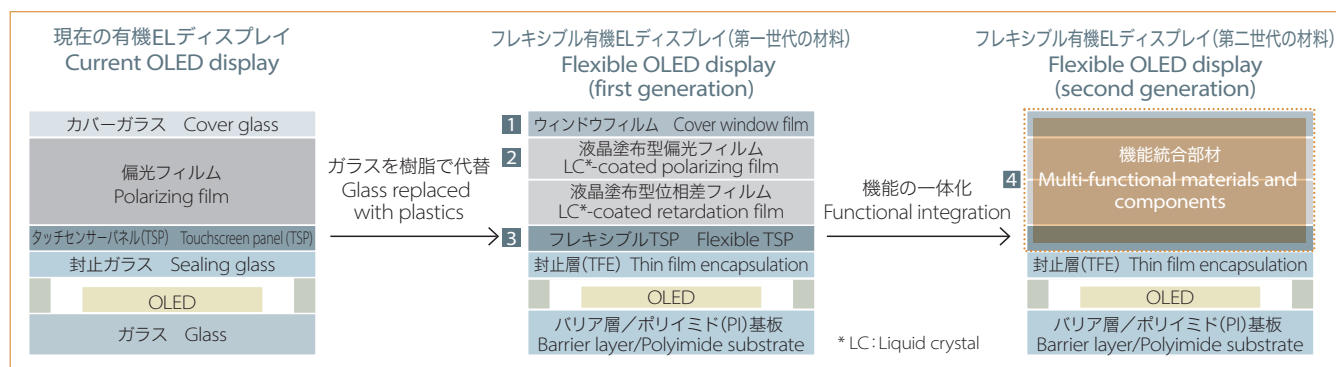 現在の有機ELディスプレイ
Current OLED display
カバーガラス Cover glass
偏光フィルム
Polarizing film
タッチセンサーパネル(TSP) Touchscreen panel (TSP)
封止ガラス Sealing glass
OLED
ガラス Glass
ガラスを樹脂で代替
Glass replaced
with plastics
フレキシブル有機ELディスプレイ(第一世代の材料)
Flexible OLED display
(first generation)
1 ウィンドウフィルム Cover window film
2 液晶塗布型偏光フィルム
LC*-coated polarizing film
液晶塗布型位相差フィルム
LC*-coated retardation film
3 フレキシブルTSP Flexible TSP
封止層(TFE) Thin film encapsulation
OLED
バリア層／ポリイミド(PI)基板
Barrier layer/Polyimide substrate
機能の一体化
Functional integration
* LC：Liquid crystal
フレキシブル有機ELディスプレイ(第二世代の材料)
Flexible OLED display
(second generation)
4 機能統合部材
Multi-functional materials and
components
封止層(TFE) Thin film encapsulation
OLED
バリア層／ポリイミド(PI)基板
Barrier layer/Polyimide substrate